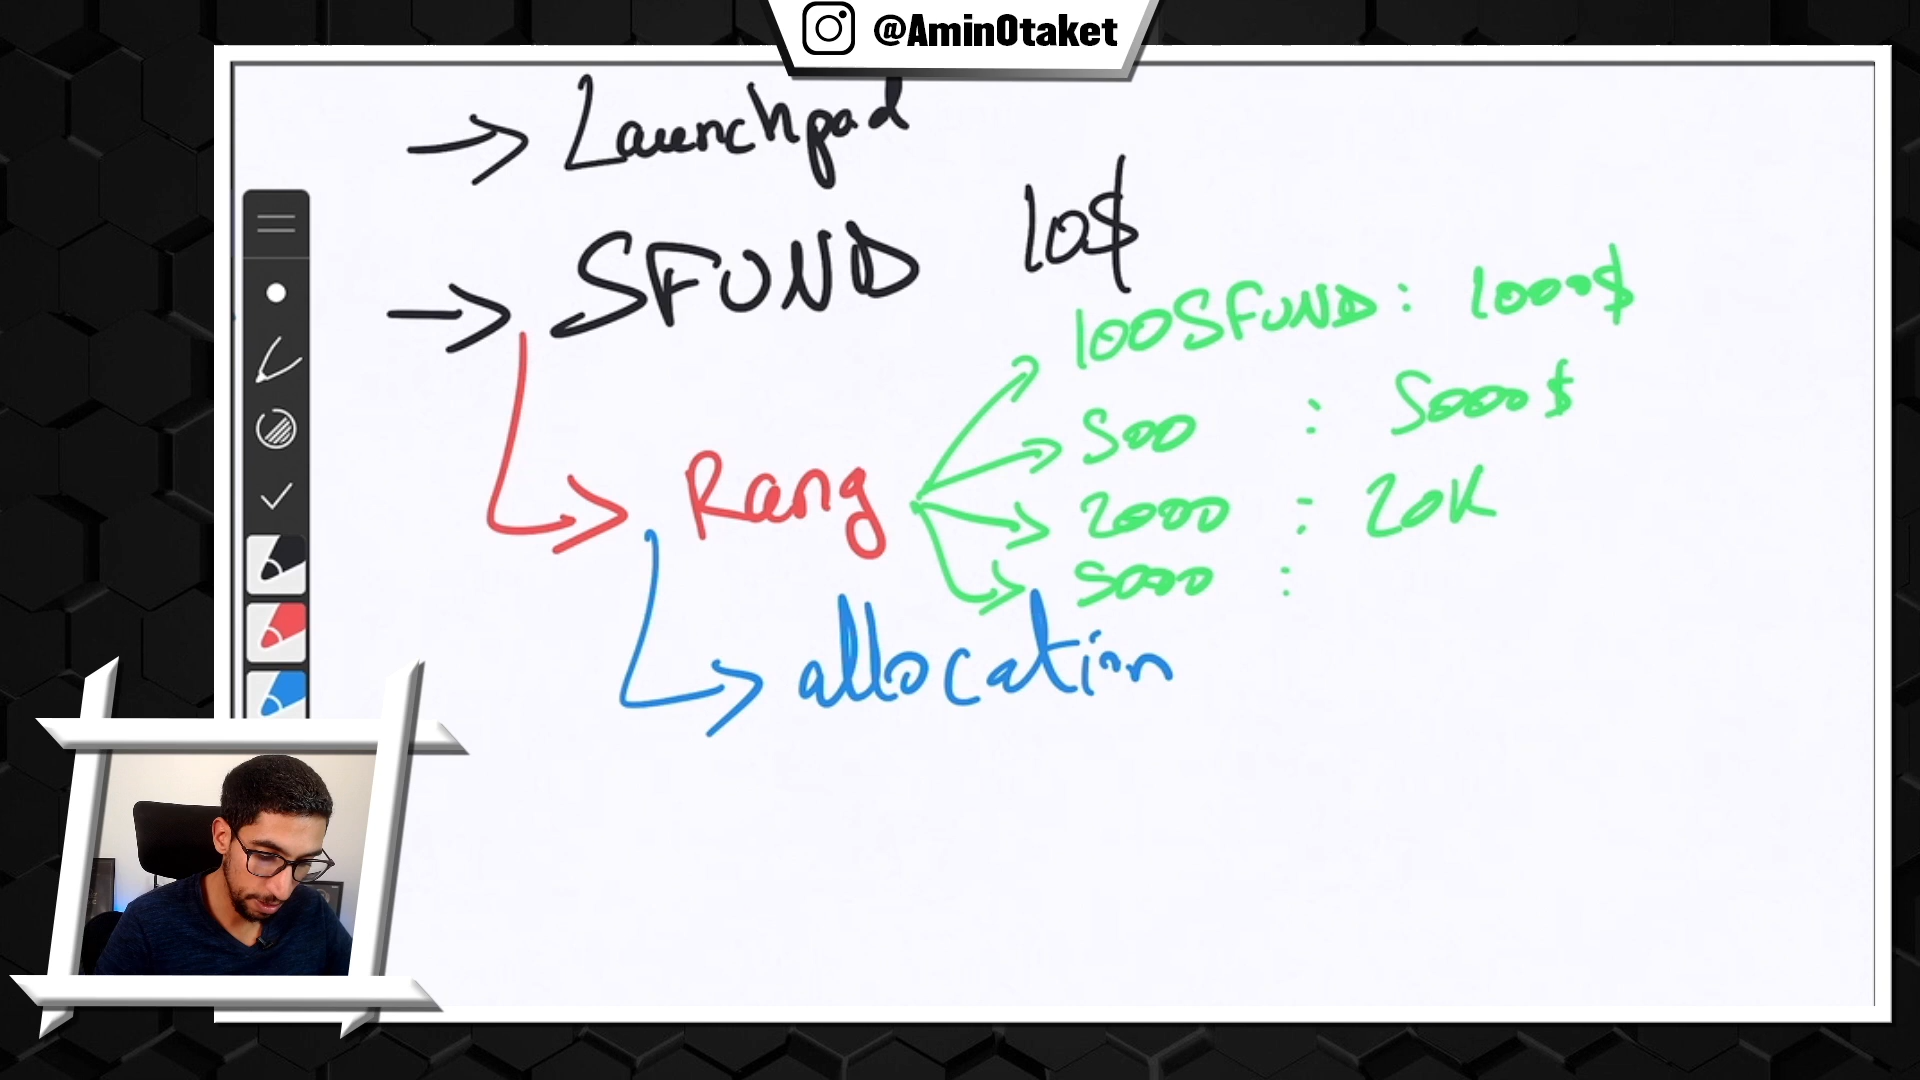 @AminOtaket
→ Launchpad
→ SFUND 10$
100SFUND: 1000$
500 : 5000$
Rang
2000 : 20K
5000 :
allocation